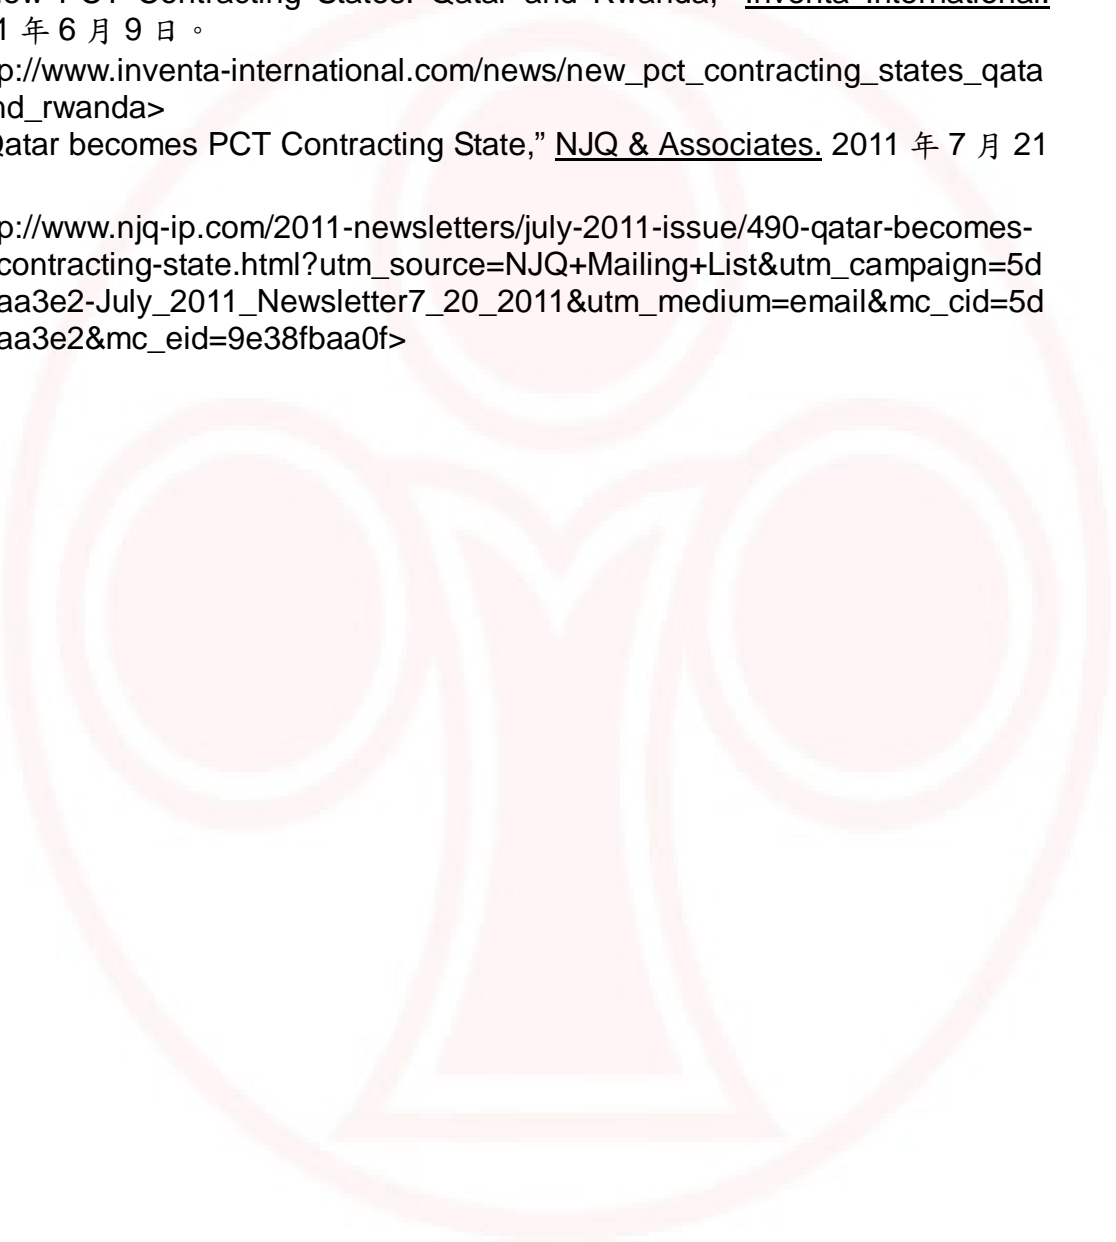 ew PCT Contracting States: Qatar and Rwanda," Inventa International.
1 年 6 月 9 日。
p://www.inventa-international.com/news/new_pct_contracting_states_qata
nd_rwanda>
Qatar becomes PCT Contracting State,” NJQ & Associates. 2011 年 7 月 21
p://www.njq-ip.com/2011-newsletters/july-2011-issue/490-qatar-becomes-
contracting-state.html?utm_source=NJQ+Mailing+List&utm_campaign=5d
aa3e2-July_2011_Newsletter7_20_2011&utm_medium=email&mc_cid=5d
aa3e2&mc_eid=9e38fbaa0f>